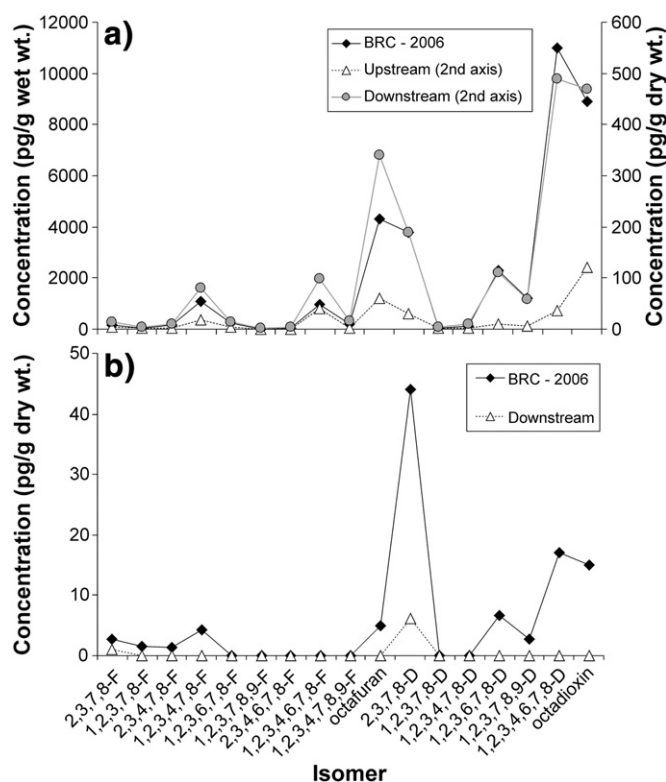 a)
12000
10000
8000
6000
4000
2000
0
Concentration (pg/g wet wt.)
BRC - 2006
Upstream (2nd axis)
Downstream (2nd axis)
600
500
400
300
200
100
0
Concentration (pg/g dry wt.)
b)
50
40
30
20
10
0
Concentration (pg/g dry wt.)
BRC - 2006
Downstream
2,3,7,8-F
1,2,3,7,8-F
2,3,4,7,8-F
1,2,3,4,7,8-F
1,2,3,6,7,8-F
1,2,3,7,8,9-F
2,3,4,6,7,8-F
1,2,3,4,6,7,8-F
1,2,3,4,7,8,9-F
octafuran
2,3,7,8-D
1,2,3,7,8-D
1,2,3,4,7,8-D
1,2,3,6,7,8-D
1,2,3,7,8,9-D
1,2,3,4,6,7,8-D
octadioxin
Isomer